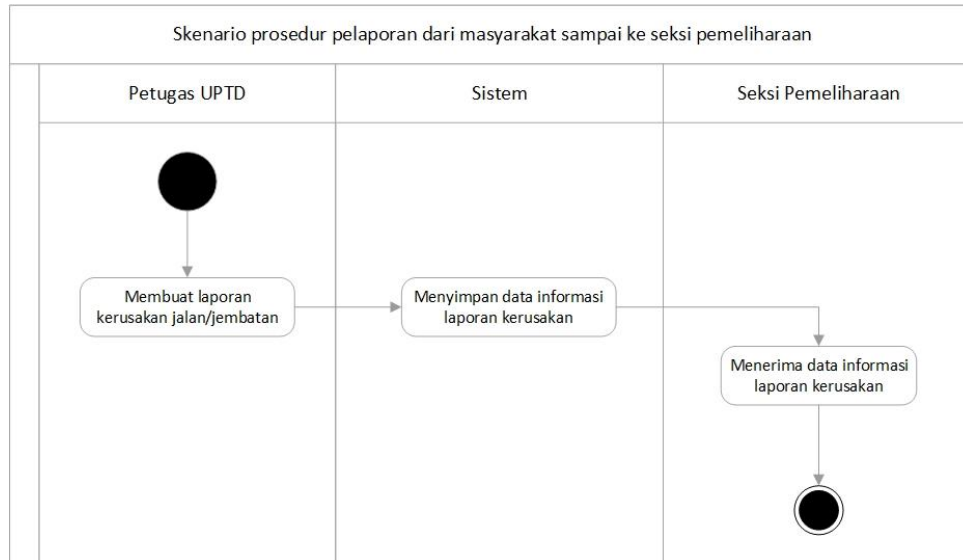 Skenario prosedur pelaporan dari masyarakat sampai ke seksi pemeliharaan
Petugas UPTD
Sistem
Seksi Pemeliharaan
Membuat laporan
kerusakan jalan/jembatan
Menyimpan data informasi
laporan kerusakan
Menerima data informasi
laporan kerusakan